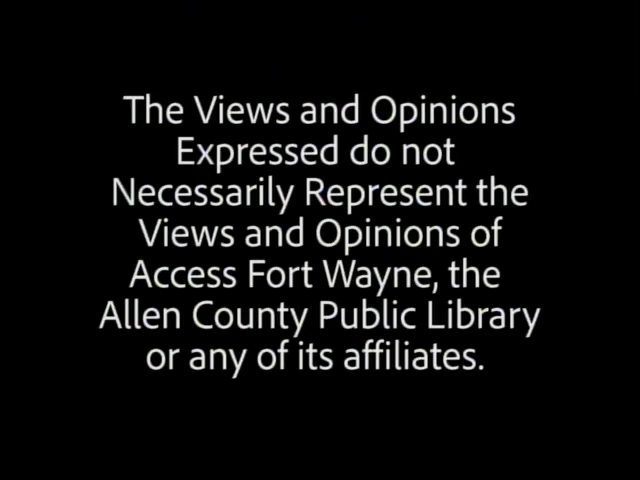 The Views and Opinions
Expressed do not
Necessarily Represent the
Views and Opinions of
Access Fort Wayne, the
Allen County Public Library
or any of its affiliates.